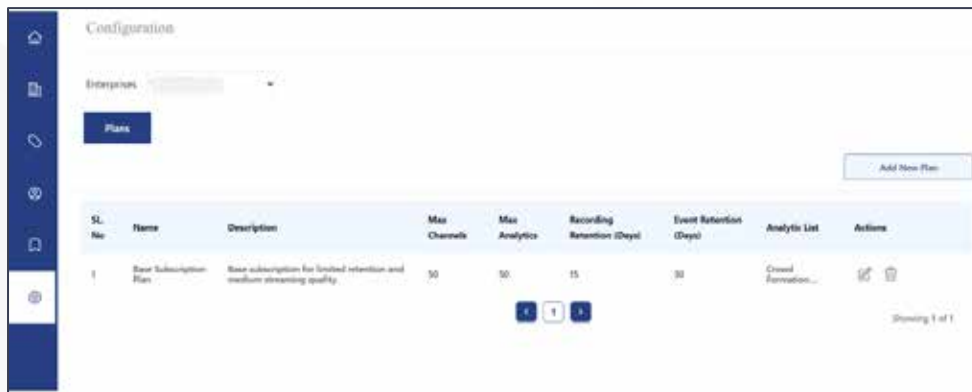 Configuration
Enterprises
Plans
Add New Plan
SL. No Name Description Max Channels Max Analytics Recording Retention (Days) Event Retention (Days) Analytic List Actions
1 Base Subscription Plan Base subscription for limited retention and medium streaming quality. 50 50 15 30 Crowd Formation...
1
Showing 1 of 1